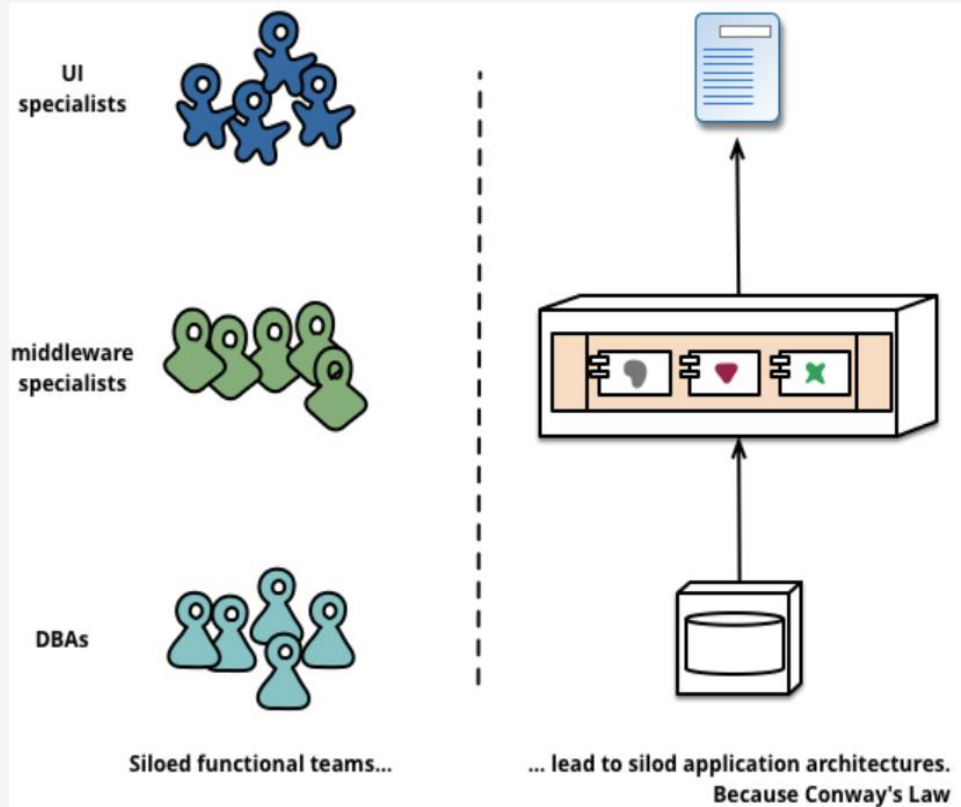 UI
specialists
middleware
specialists
DBAs
Siloed functional teams...
... lead to silod application architectures.
Because Conway's Law